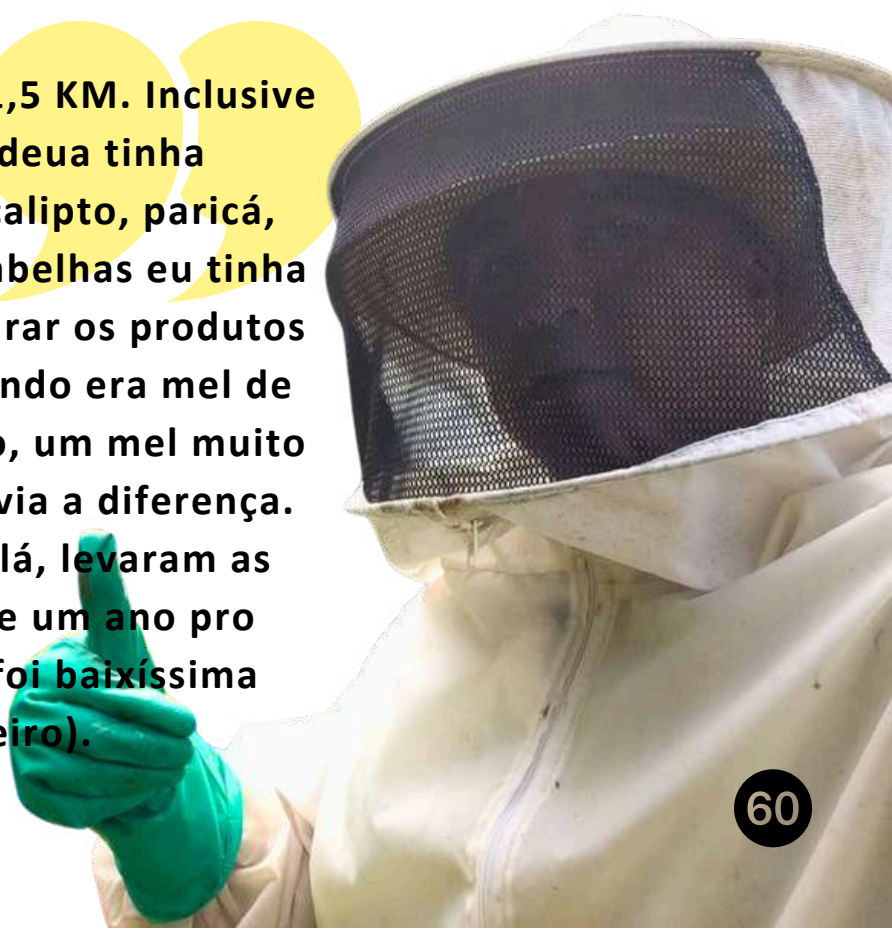 ,5 KM. Inclusive
deua tinha
alipto, paricá,
abelhas eu tinha
rar os produtos
ndo era mel de
o, um mel muito
via a diferença.
lá, levaram as
e um ano pro
foi baixíssima
eiro).
60